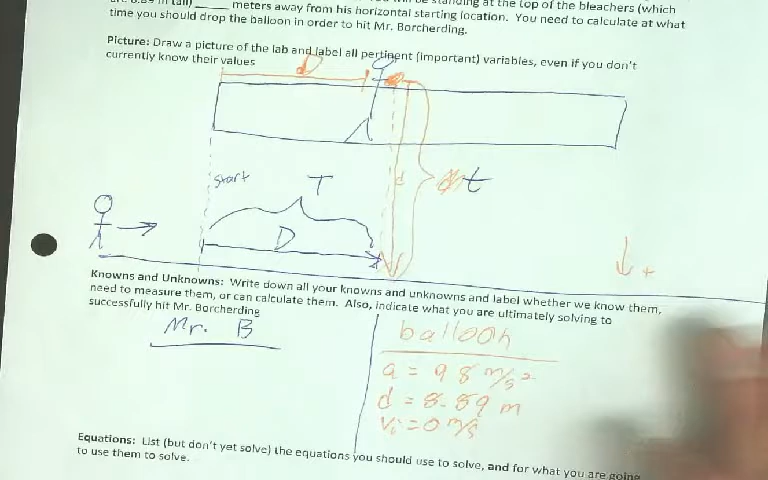 meters away from his horizontal starting location. You need to calculate at what
time you should drop the balloon in order to hit Mr. Borcherding.
Picture: Draw a picture of the lab and label all pertinent (important) variables, even if you don't
currently know their values
D
start
T
d
t
D
+
Knowns and Unknowns: Write down all your knowns and unknowns and label whether we know them,
need to measure them, or can calculate them. Also, indicate what you are ultimately solving to
successfully hit Mr. Borcherding
Mr. B
balloon
a = 9.8 m/s²
d = 8.89 m
Vi = 0 m/s
Equations: List (but don't yet solve) the equations you should use to solve, and for what you are going
to use them to solve.